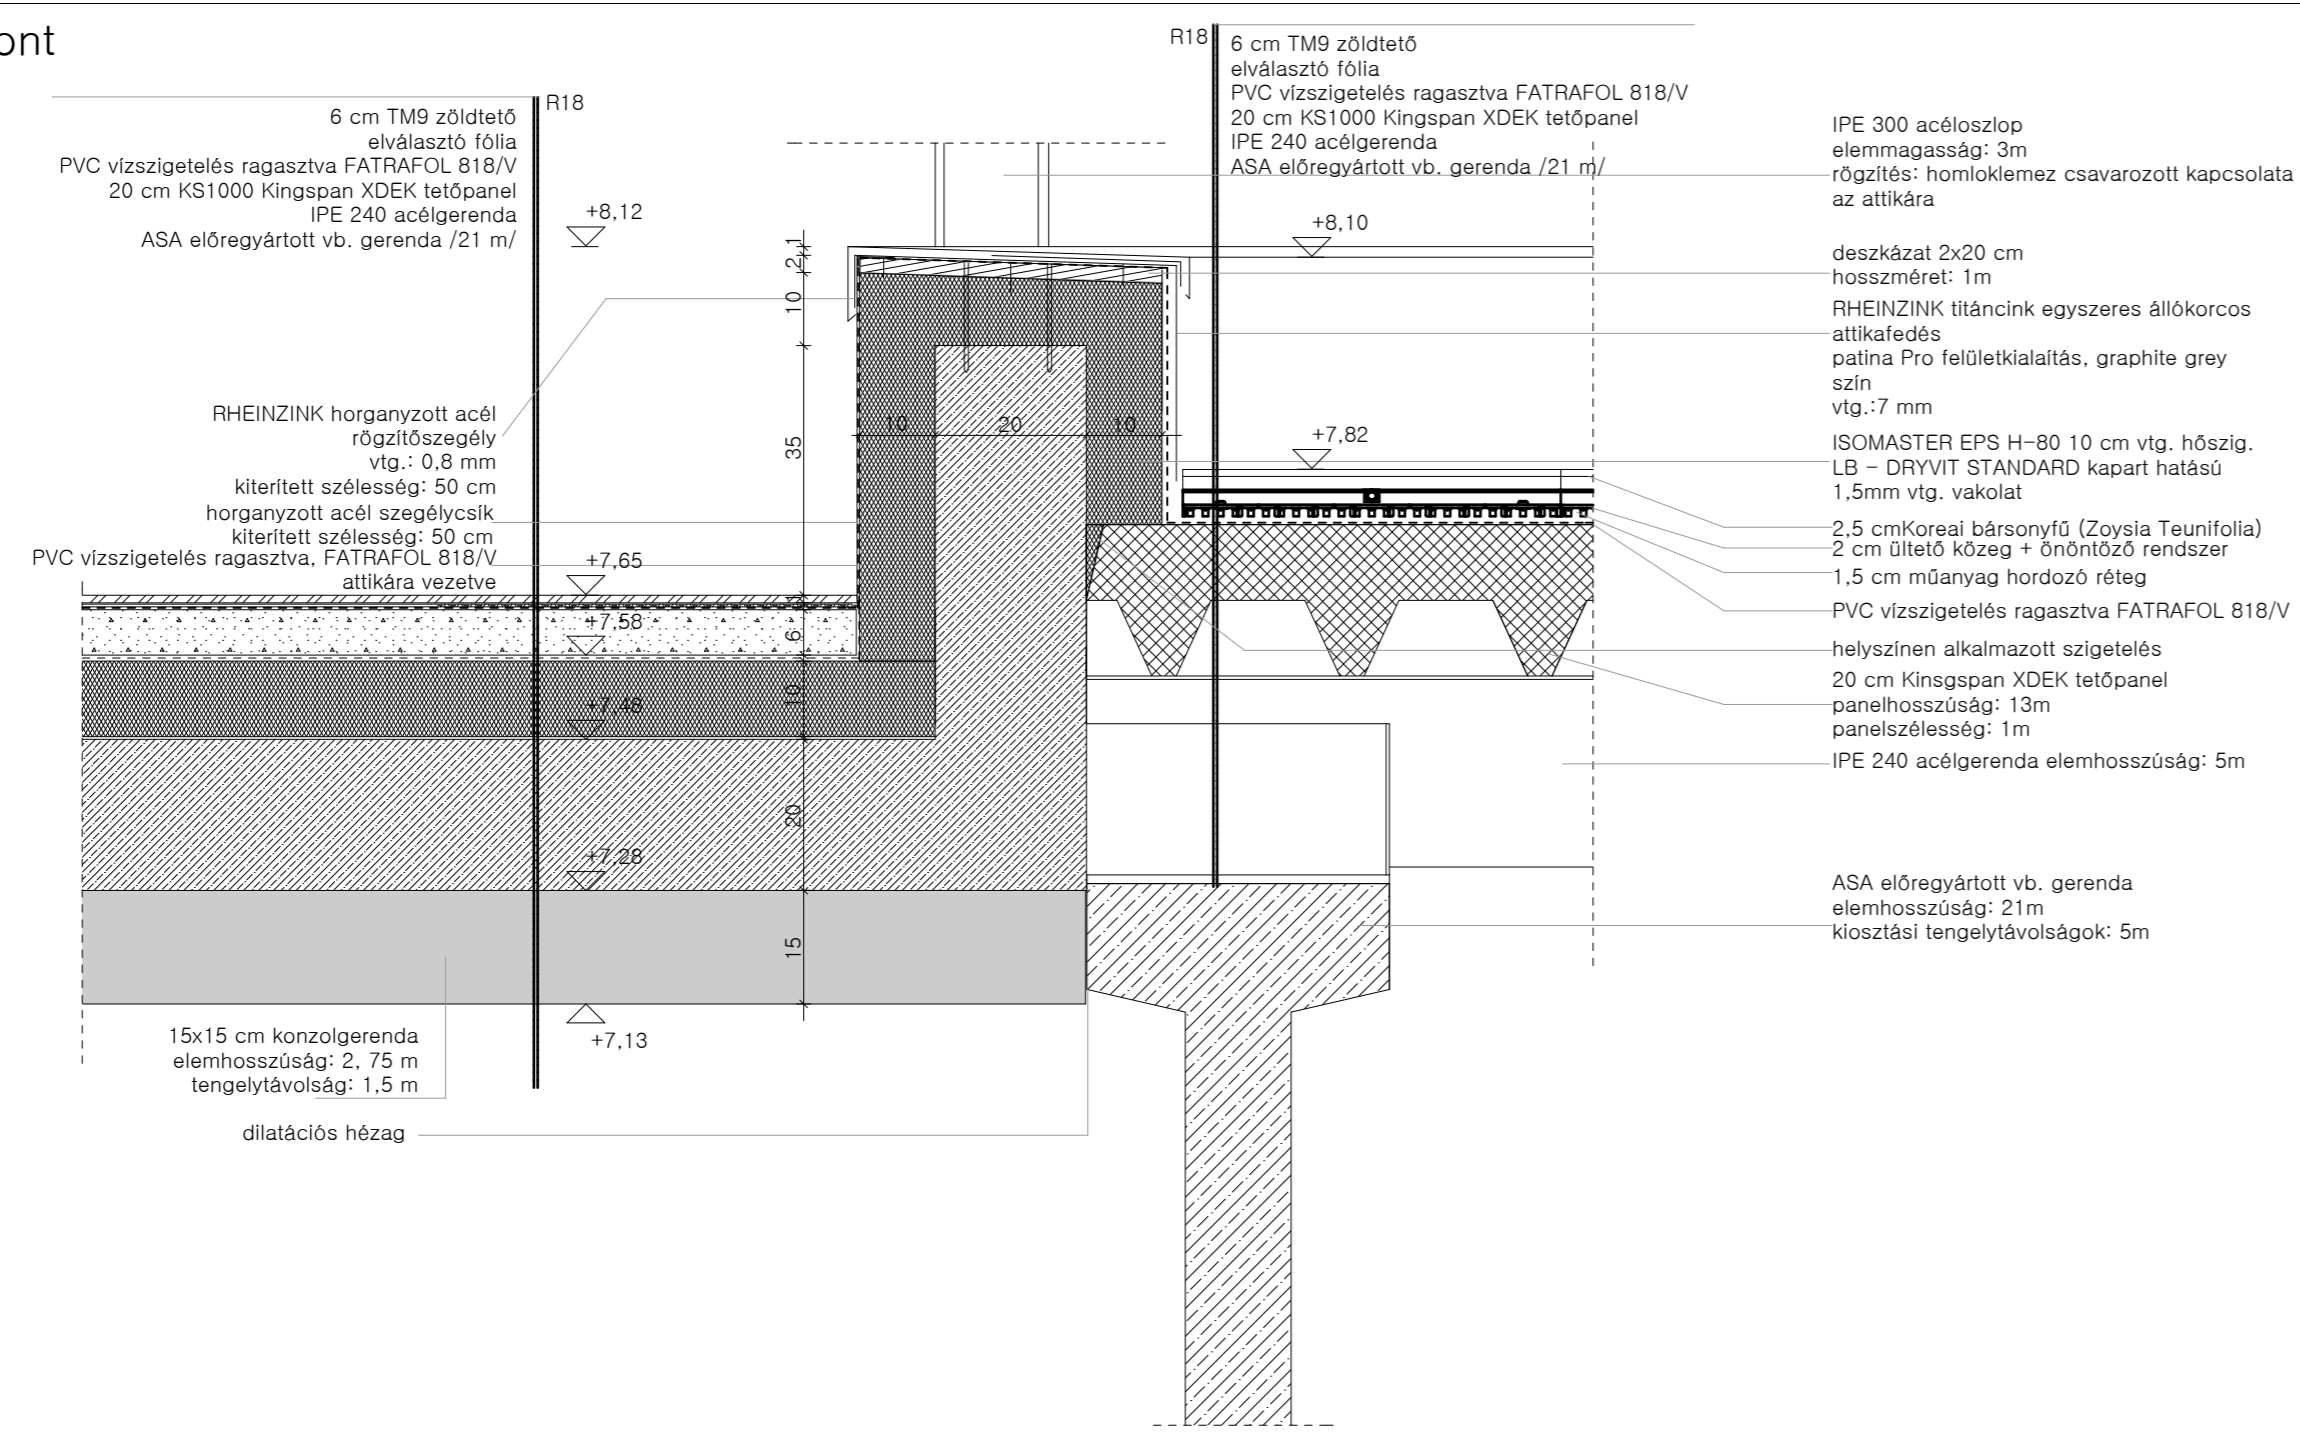 ont
R18
6 cm TM9 zöldtető
elválasztó fólia
PVC vízszigetelés ragasztva FATRAFOL 818/V
20 cm KS1000 Kingspan XDEK tetőpanel
IPE 240 acélgerenda
ASA előregyártott vb. gerenda /21 m/
R18
6 cm TM9 zöldtető
elválasztó fólia
PVC vízszigetelés ragasztva FATRAFOL 818/V
20 cm KS1000 Kingspan XDEK tetőpanel
IPE 240 acélgerenda
ASA előregyártott vb. gerenda /21 m/
+8,12
+8,10
+7,82
RHEINZINK horganyzott acél
rögzítőszegély
vtg.: 0,8 mm
kiterített szélesség: 50 cm
horganyzott acél szegélycsík
kiterített szélesség: 50 cm
PVC vízszigetelés ragasztva, FATRAFOL 818/V
attikára vezetve
+7,65
+7,58
+7,48
+7,28
+7,13
1
2
10
35
1
6
10
20
15
10
20
10
15x15 cm konzolgerenda
elemhosszúság: 2, 75 m
tengelytávolság: 1,5 m
dilatációs hézag
IPE 300 acéloszlop
elemmagasság: 3m
rögzítés: homloklemez csavarozott kapcsolata
az attikára
deszkázat 2x20 cm
hosszméret: 1m
RHEINZINK titáncink egyszeres állókorcos
attikafedés
patina Pro felületkialaítás, graphite grey
szín
vtg.:7 mm
ISOMASTER EPS H-80 10 cm vtg. hőszig.
LB - DRYVIT STANDARD kapart hatású
1,5mm vtg. vakolat
2,5 cmKoreai bársonyfű (Zoysia Teunifolia)
2 cm ültető közeg + önöntöző rendszer
1,5 cm műanyag hordozó réteg
PVC vízszigetelés ragasztva FATRAFOL 818/V
helyszínen alkalmazott szigetelés
20 cm Kinsgspan XDEK tetőpanel
panelhosszúság: 13m
panelszélesség: 1m
IPE 240 acélgerenda elemhosszúság: 5m
ASA előregyártott vb. gerenda
elemhosszúság: 21m
kiosztási tengelytávolságok: 5m